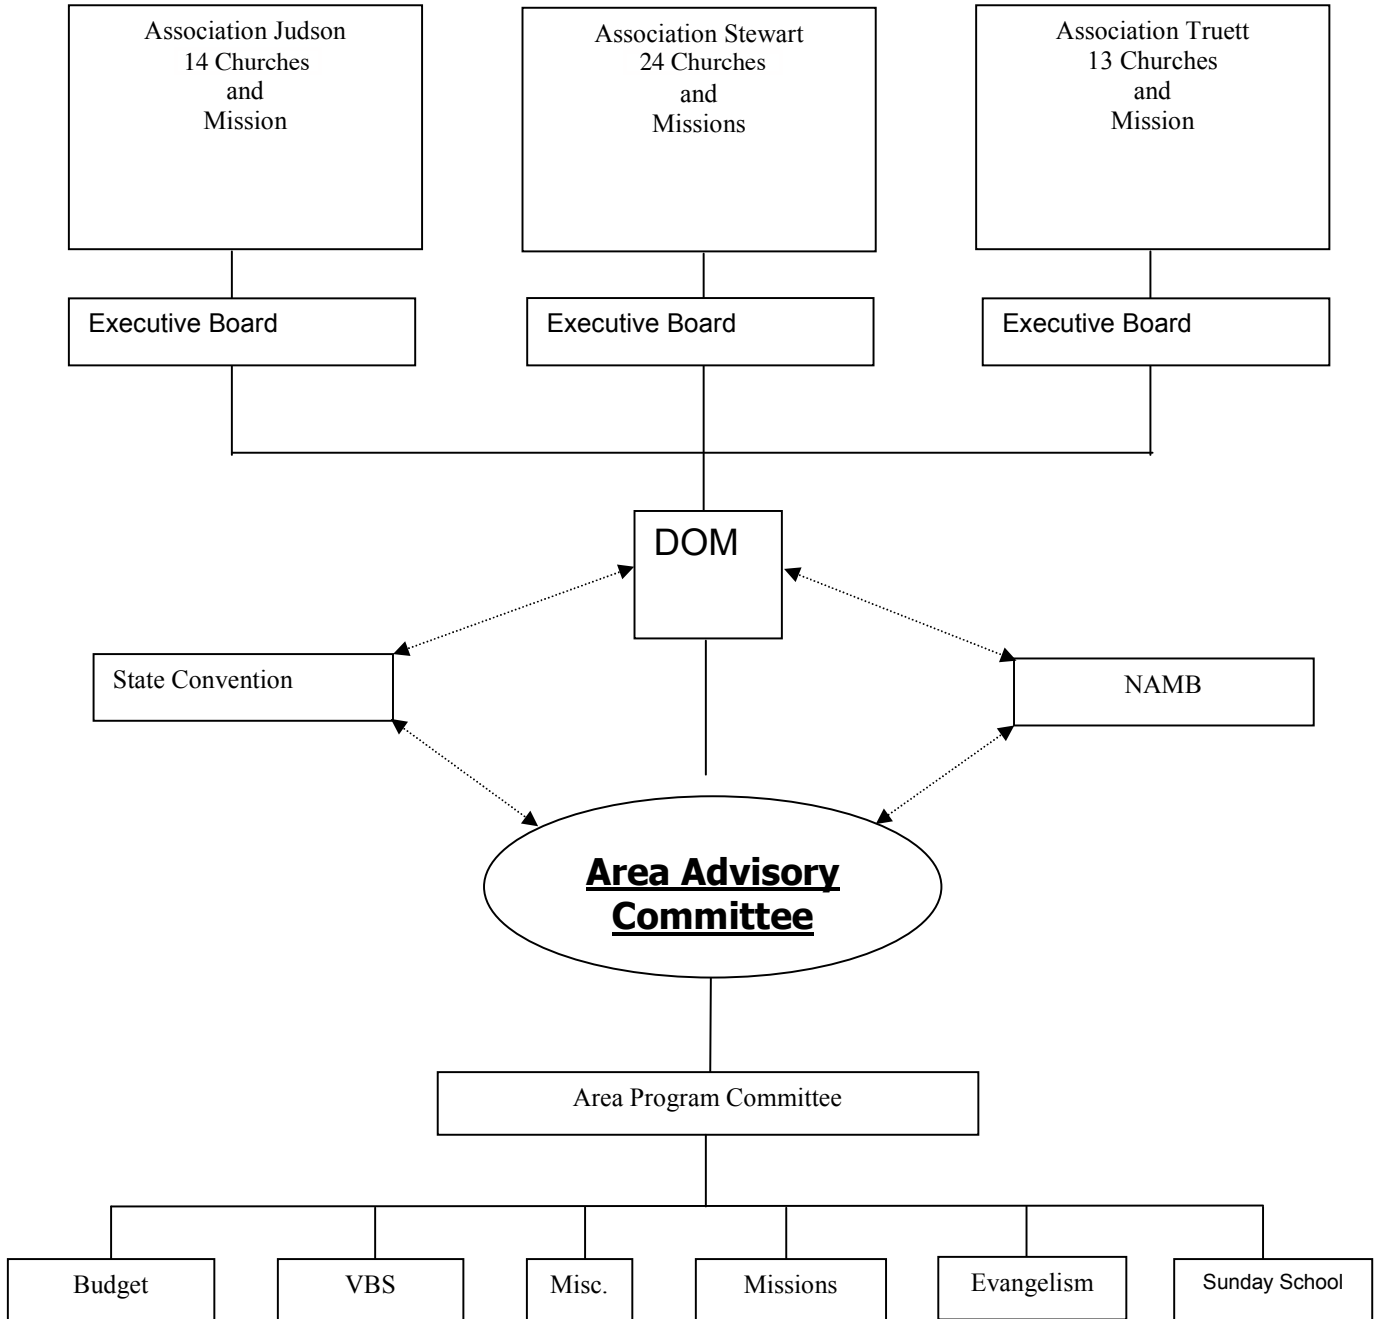 Association Judson
14 Churches
and
Mission
Association Stewart
24 Churches
and
Missions
Association Truett
13 Churches
and
Mission
Executive Board
Executive Board
Executive Board
DOM
State Convention
NAMB
Area Advisory
Committee
Area Program Committee
Budget
VBS
Misc.
Missions
Evangelism
Sunday School